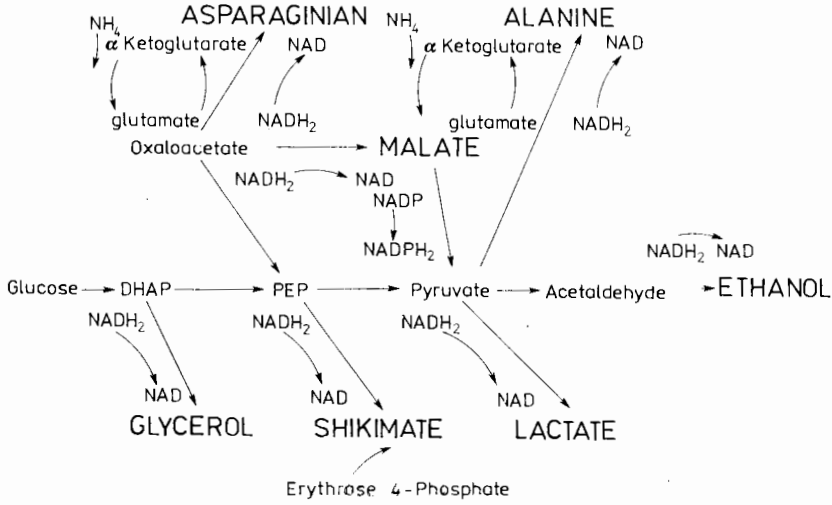 ASPARAGINIAN
ALANINE
NH₄
α Ketoglutarate
NAD
NH₄
α Ketoglutarate
NAD
glutamate
NADH₂
glutamate
NADH₂
Oxaloacetate
MALATE
NADH₂
NAD
NADP
NADPH₂
NADH₂ NAD
Glucose
DHAP
PEP
Pyruvate
Acetaldehyde
ETHANOL
NADH₂
NADH₂
NADH₂
NAD
NAD
NAD
GLYCEROL
SHIKIMATE
LACTATE
Erythrose 4-Phosphate